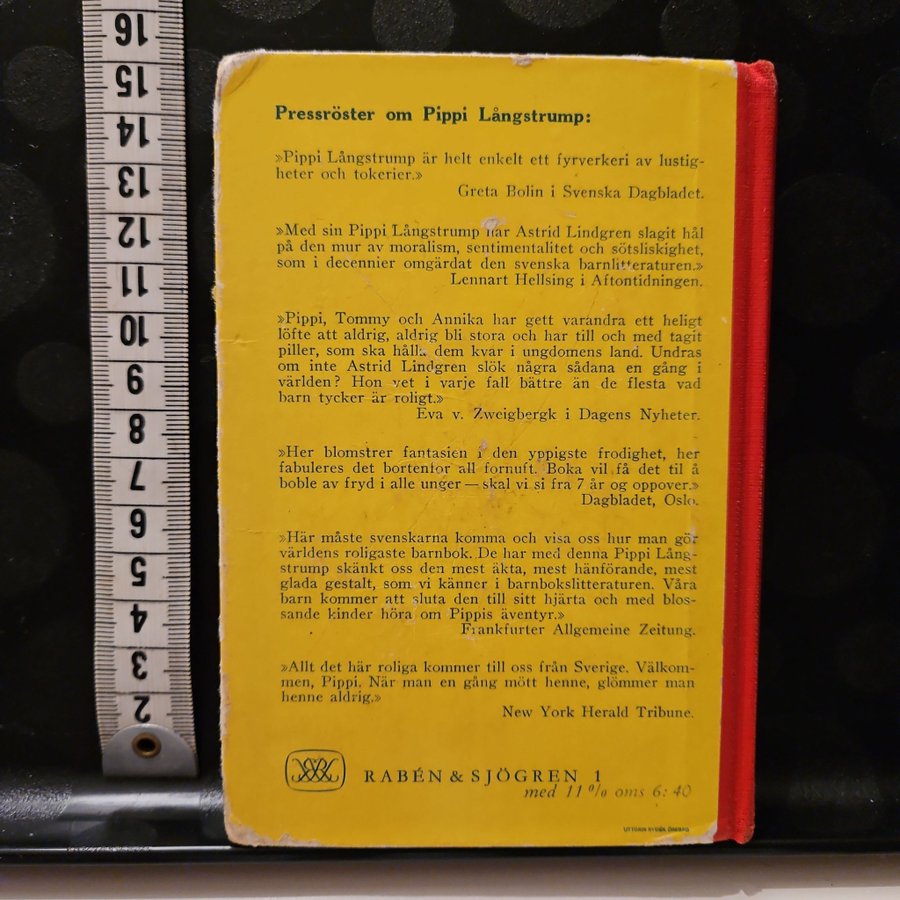 Pressröster om Pippi Långstrump:
»Pippi Långstrump är helt enkelt ett fyrverkeri av lustig-
heter och tokerier.»
Greta Bolin i Svenska Dagbladet.
»Med sin Pippi Långstrump har Astrid Lindgren slagit hål
på den mur av moralism, sentimentalitet och sötsliskighet,
som i decennier omgärdat den svenska barnlitteraturen.»
Lennart Hellsing i Aftontidningen.
»Pippi, Tommy och Annika har gett varandra ett heligt
löfte att aldrig, aldrig bli stora och har till och med tagit
piller, som ska hålla dem kvar i ungdomens land. Undras
om inte Astrid Lindgren slök några sådana en gång i
världen? Hon vet i varje fall bättre än de flesta vad
barn tycker är roligt.»
Eva v. Zweigbergk i Dagens Nyheter.
»Her blomstrer fantasien i den yppigste frodighet, her
fabuleres det bortenfor all fornuft. Boka vil få det til å
boble av fryd i alle unger — skal vi si fra 7 år og oppover.»
Dagbladet, Oslo.
»Här måste svenskarna komma och visa oss hur man gör
världens roligaste barnbok. De har med denna Pippi Lång-
strump skänkt oss den mest äkta, mest hänförande, mest
glada gestalt, som vi känner i barnbokslitteraturen. Våra
barn kommer att sluta den till sitt hjärta och med blos-
sande kinder höra om Pippis äventyr.»
Frankfurter Allgemeine Zeitung.
»Allt det här roliga kommer till oss från Sverige. Välkom-
men, Pippi. När man en gång mött henne, glömmer man
henne aldrig.»
New York Herald Tribune.
RABÉN & SJÖGREN 1
med 11 % oms 6: 40
16
15
14
13
12
11
10
9
8
7
6
5
4
3
2